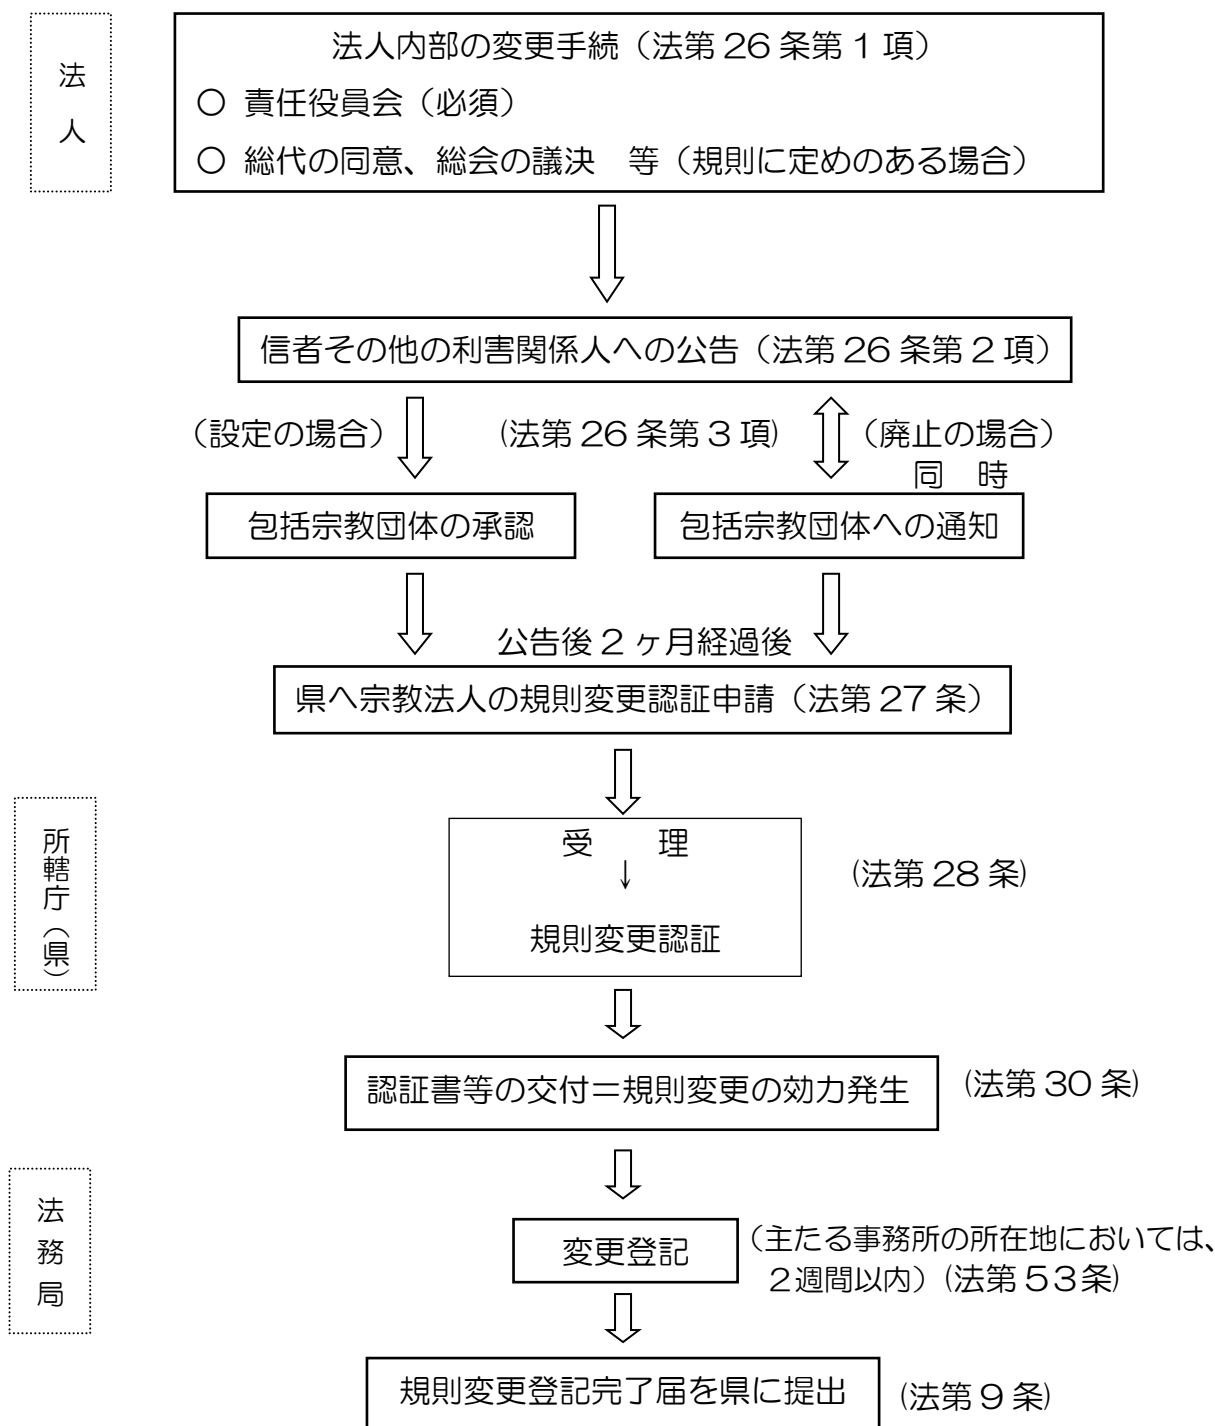 法人
法人内部の変更手続（法第26条第1項）
○ 責任役員会（必須）
○ 総代の同意、総会の議決　等（規則に定めのある場合）
信者その他の利害関係人への公告（法第26条第2項）
（設定の場合）
(法第26条第3項)
（廃止の場合）
同　時
包括宗教団体の承認
包括宗教団体への通知
公告後2ヶ月経過後
県へ宗教法人の規則変更認証申請（法第27条）
所轄庁（県）
受　　理
↓
規則変更認証
(法第28条)
認証書等の交付＝規則変更の効力発生
(法第30条)
法務局
変更登記
（主たる事務所の所在地においては、
２週間以内）(法第５３条)
規則変更登記完了届を県に提出
(法第9条)